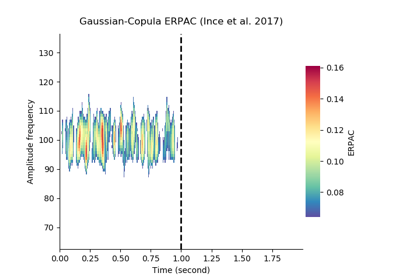 Gaussian-Copula ERPAC (Ince et al. 2017)
130
120
110
100
90
80
70
Amplitude frequency
0.00 0.25 0.50 0.75 1.00 1.25 1.50 1.75
Time (second)
0.16
0.14
0.12
0.10
0.08
ERPAC